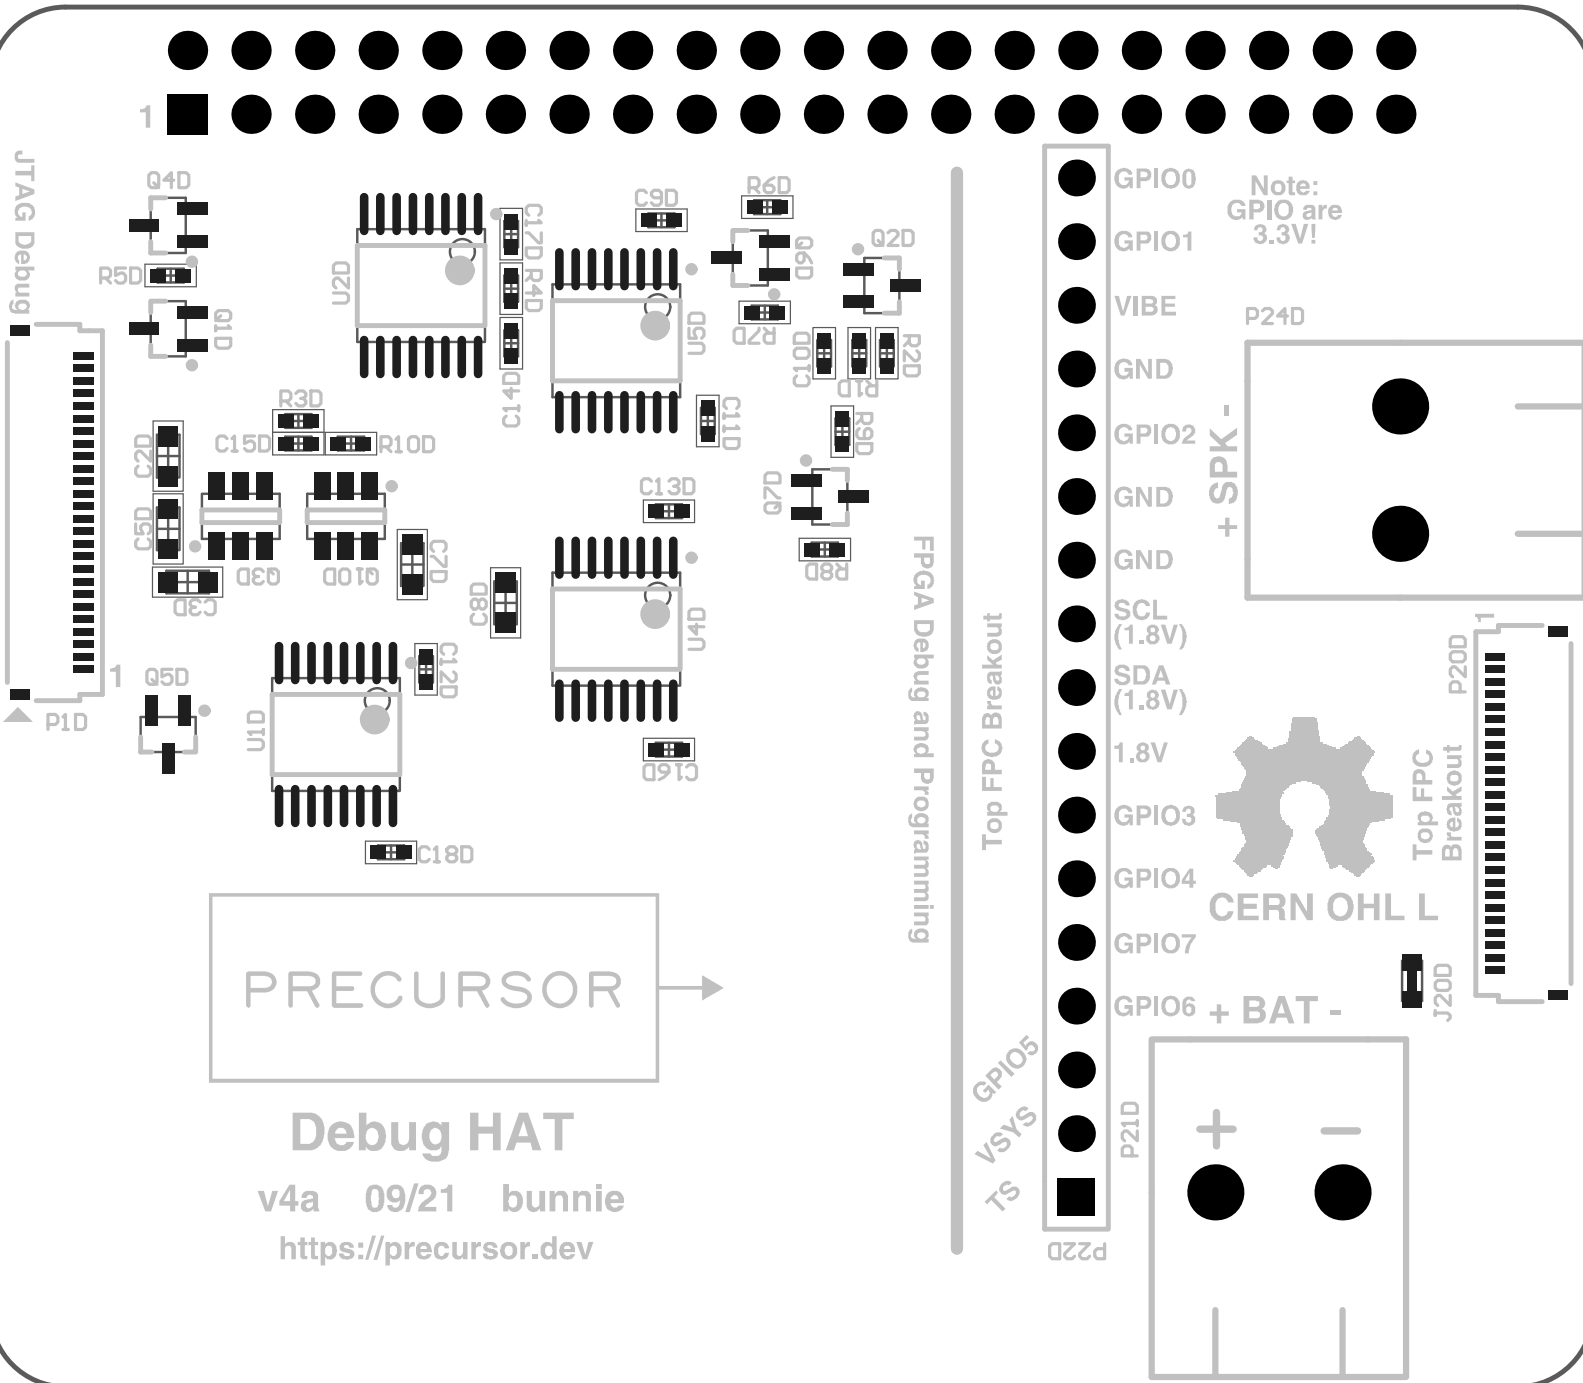 1
JTAG Debug
Q4D
R5D
Q1D
U2D
C17D
R4D
C14D
C9D
U5D
R6D
Q6D
R7D
Q2D
C10D
R1D
R2D
R3D
C15D
R10D
C11D
R9D
C2D
C5D
C3D
Q3D
Q10D
C7D
C8D
C13D
U4D
Q7D
R8D
1
P1D
Q5D
U1D
C12D
C16D
C18D
FPGA Debug and Programming
Top FPC Breakout
GPIO0
GPIO1
VIBE
GND
GPIO2
GND
GND
SCL
(1.8V)
SDA
(1.8V)
1.8V
GPIO3
GPIO4
GPIO7
GPIO6
GPIO5
VSYS
TS
P22D
Note:
GPIO are
3.3V!
P24D
+ SPK -
1
P20D
Top FPC
Breakout
CERN OHL L
J20D
+ BAT -
P21D
+ −
PRECURSOR
Debug HAT
v4a 09/21 bunnie
https://precursor.dev